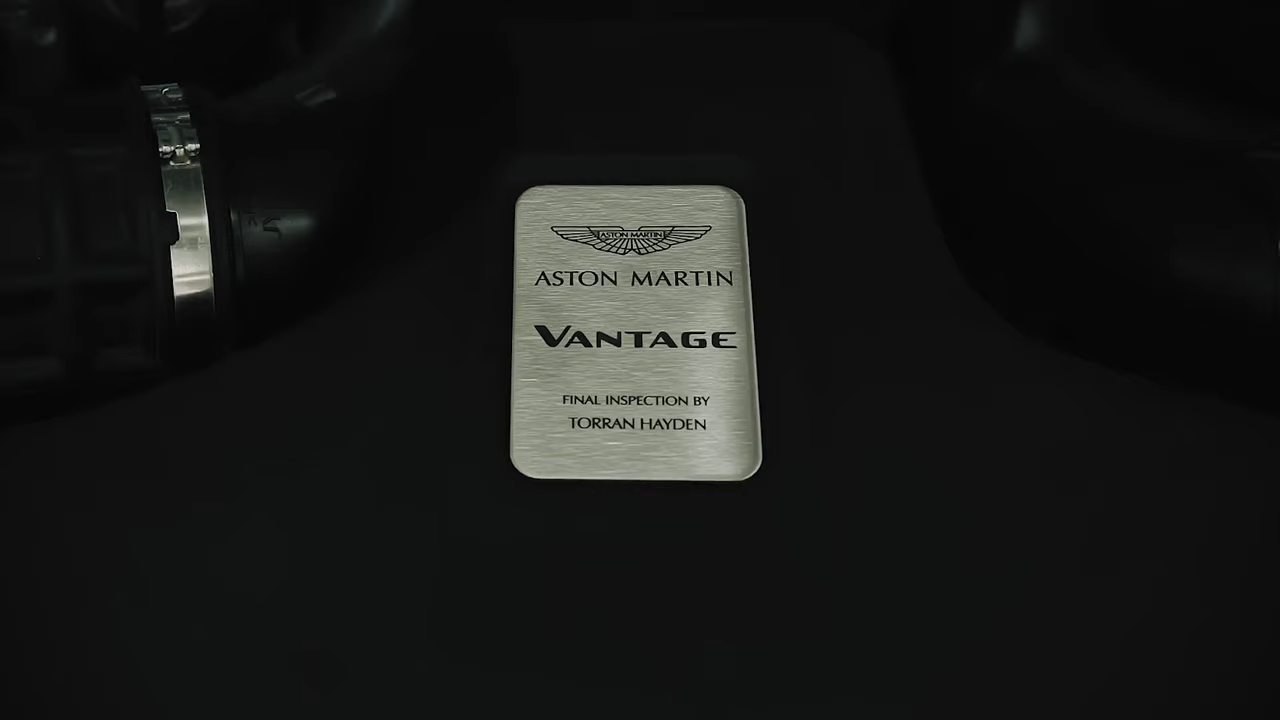 ASTON MARTIN
ASTON MARTIN
VANTAGE
FINAL INSPECTION BY
TORRAN HAYDEN